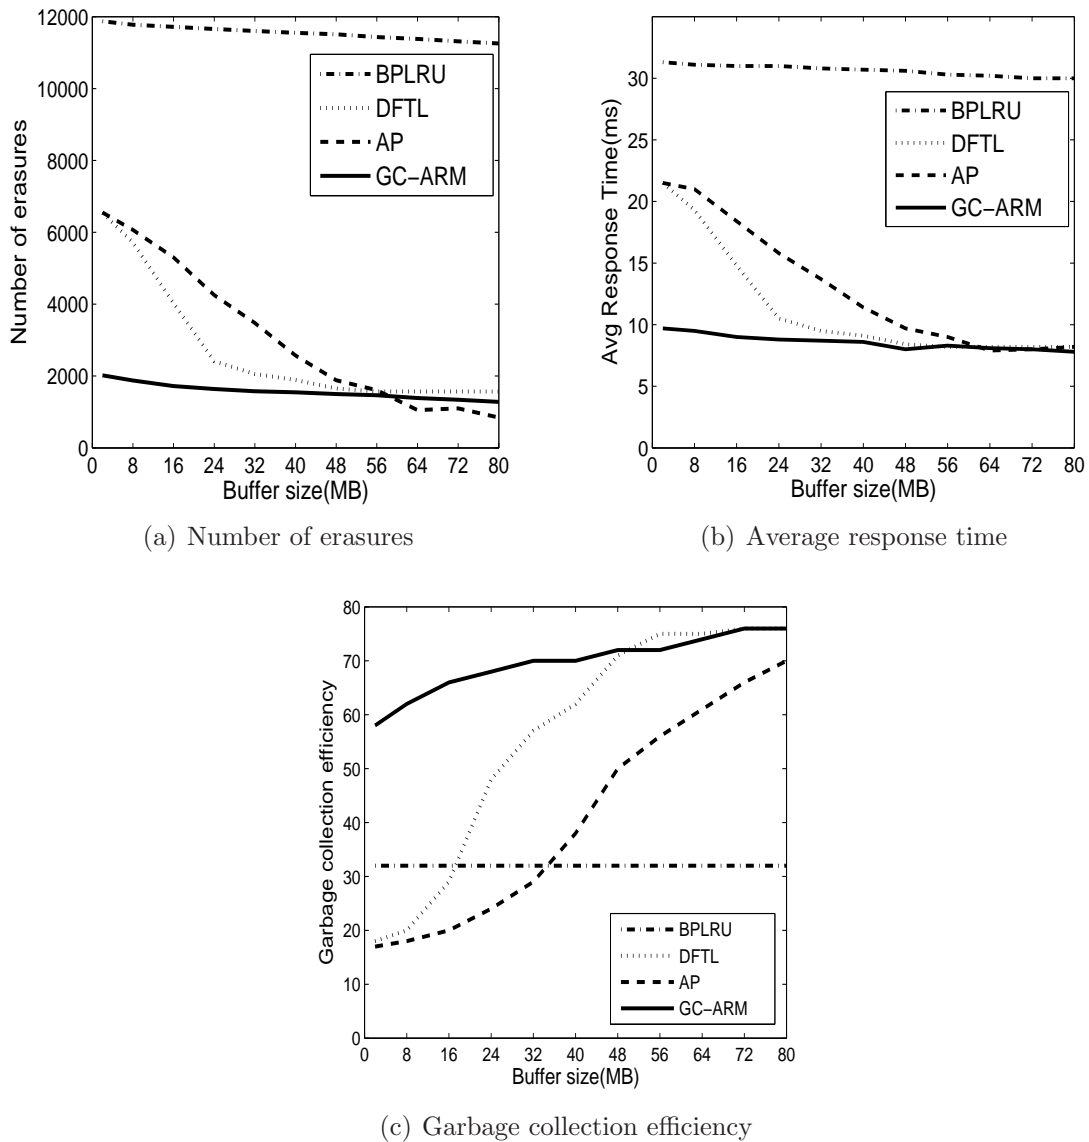 12000
10000
8000
6000
4000
2000
0
Number of erasures
BPLRU
DFTL
AP
GC-ARM
0 8 16 24 32 40 48 56 64 72 80
Buffer size(MB)
(a) Number of erasures
30
25
20
15
10
5
0
Avg Response Time(ms)
BPLRU
DFTL
AP
GC-ARM
0 8 16 24 32 40 48 56 64 72 80
Buffer size(MB)
(b) Average response time
80
70
60
50
40
30
20
10
0
Garbage collection efficiency
BPLRU
DFTL
AP
GC-ARM
0 8 16 24 32 40 48 56 64 72 80
Buffer size(MB)
(c) Garbage collection efficiency